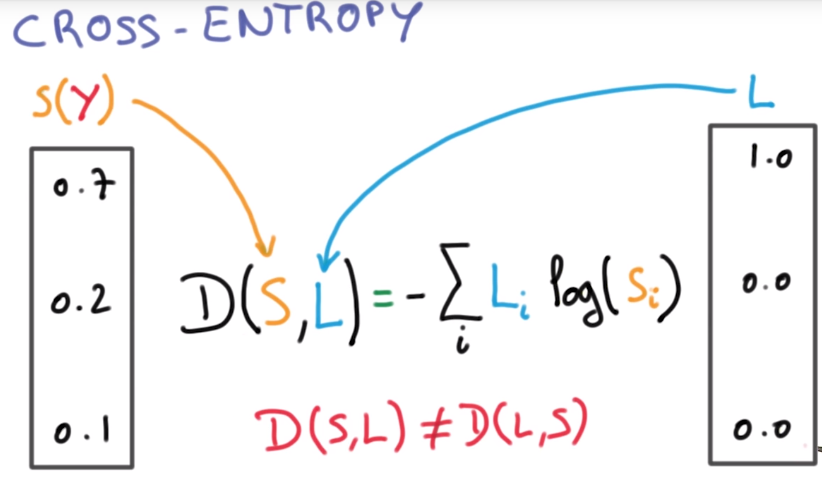 CROSS-ENTROPY
S(Y)
L
0.7
0.2
0.1
D(S,L) = - ∑i Li log(Si)
D(S,L) ≠ D(L,S)
1.0
0.0
0.0